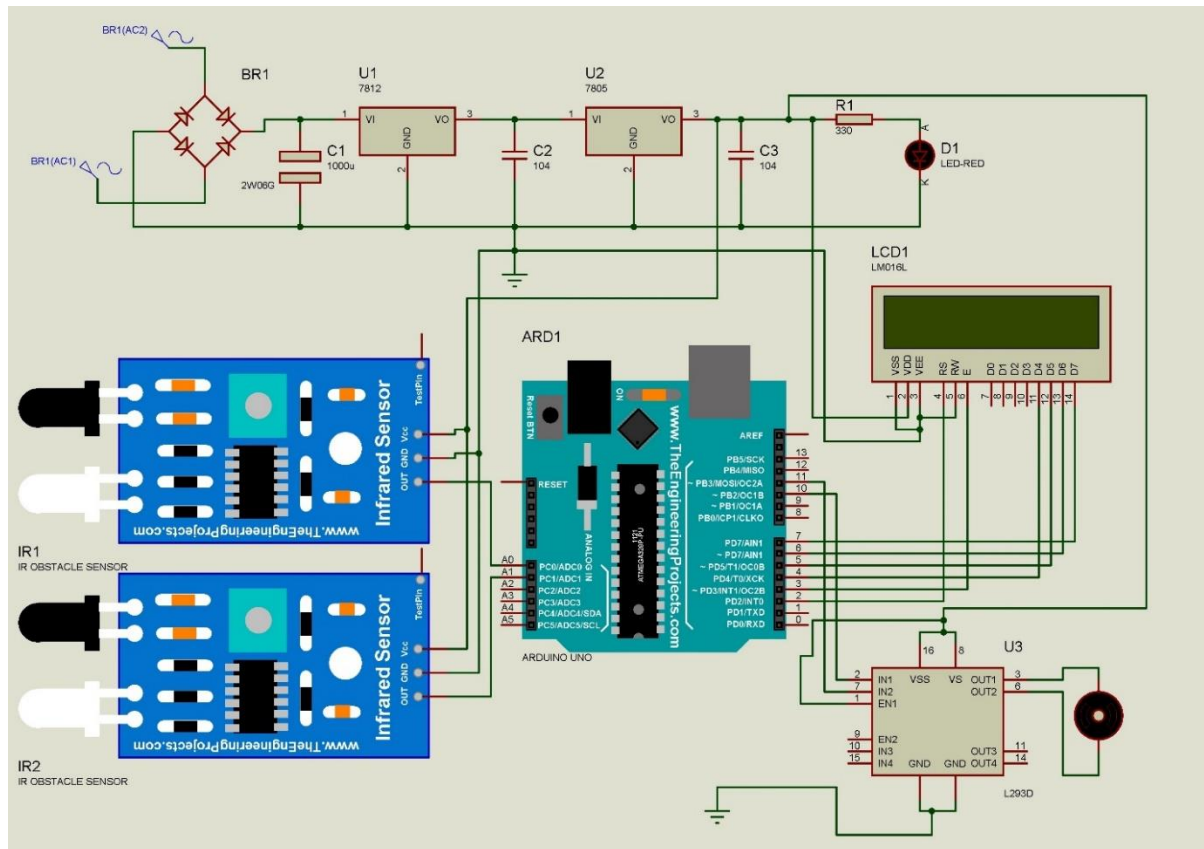 BR1(AC2)
BR1
BR1(AC1)
2W06G
C1
1000u
U1
7812
1
VI
VO
3
GND
2
C2
104
U2
7805
1
VI
VO
3
GND
2
C3
104
R1
330
A
D1
LED-RED
K
LCD1
LM016L
VSS
VDD
VEE
RS
RW
E
D0
D1
D2
D3
D4
D5
D6
D7
1
2
3
4
5
6
7
8
9
10
11
12
13
14
TestPin
Vcc
GND
OUT
Infrared Sensor
www.TheEngineeringProjects.com
IR1
IR OBSTACLE SENSOR
TestPin
Vcc
GND
OUT
Infrared Sensor
www.TheEngineeringProjects.com
IR2
IR OBSTACLE SENSOR
ARD1
Reset BTN
ON
www.TheEngineeringProjects.com
RESET
ANALOG IN
A0 PC0/ADC0
A1 PC1/ADC1
A2 PC2/ADC2
A3 PC3/ADC3
A4 PC4/ADC4/SDA
A5 PC5/ADC5/SCL
1121
AREF
PB5/SCK 13
PB4/MISO 12
~ PB3/MOSI/OC2A 11
~ PB2/OC1B 10
~ PB1/OC1A 9
PB0/ICP1/CLKO 8
PD7/AIN1 7
~ PD7/AIN1 6
~ PD5/T1/OC0B 5
PD4/T0/XCK 4
~ PD3/INT1/OC2B 3
PD2/INT0 2
PD1/TXD 1
PD0/RXD 0
ARDUINO UNO
U3
16
8
VSS
VS
2 IN1
7 IN2
1 EN1
9 EN2
10 IN3
15 IN4
OUT1 3
OUT2 6
OUT3 11
OUT4 14
GND
GND
L293D